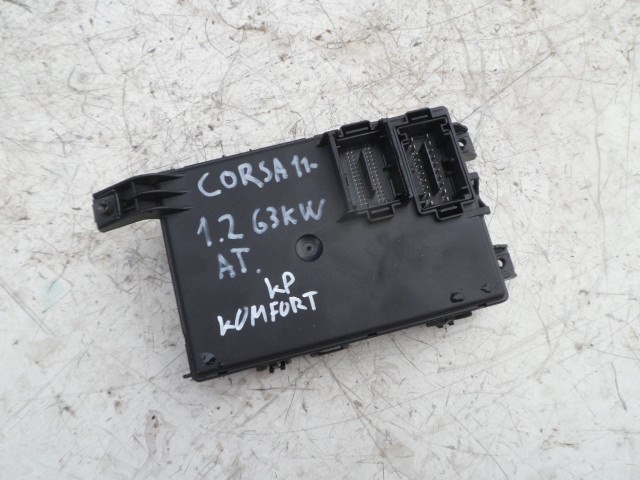 CORSA 11-
1.2 63KW
AT.
KP
KOMFORT